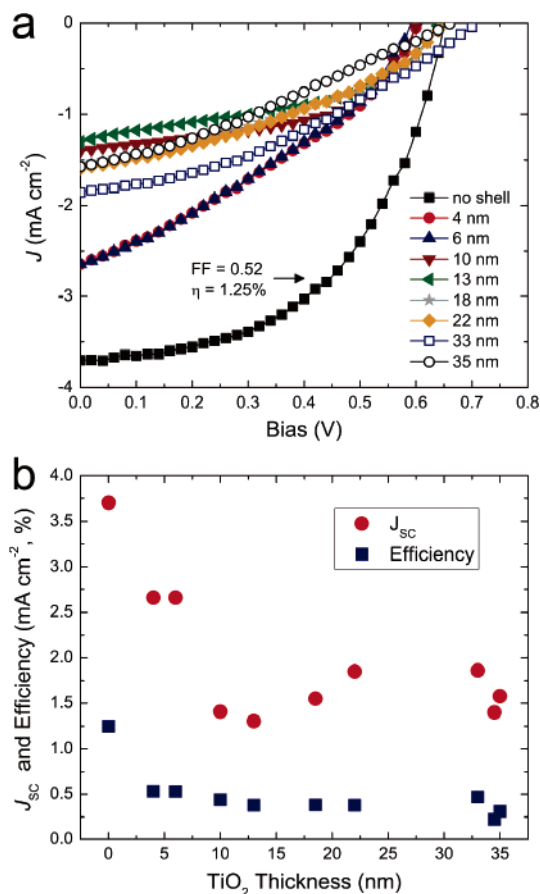 a
0
-1
-2
-3
-4
J (mA cm⁻²)
no shell
4 nm
6 nm
10 nm
13 nm
18 nm
22 nm
33 nm
35 nm
FF = 0.52
η = 1.25%
0.0 0.1 0.2 0.3 0.4 0.5 0.6 0.7 0.8
Bias (V)
b
4.0
3.5
3.0
2.5
2.0
1.5
1.0
0.5
0.0
J_SC and Efficiency (mA cm⁻², %)
J_SC
Efficiency
0 5 10 15 20 25 30 35
TiO₂ Thickness (nm)